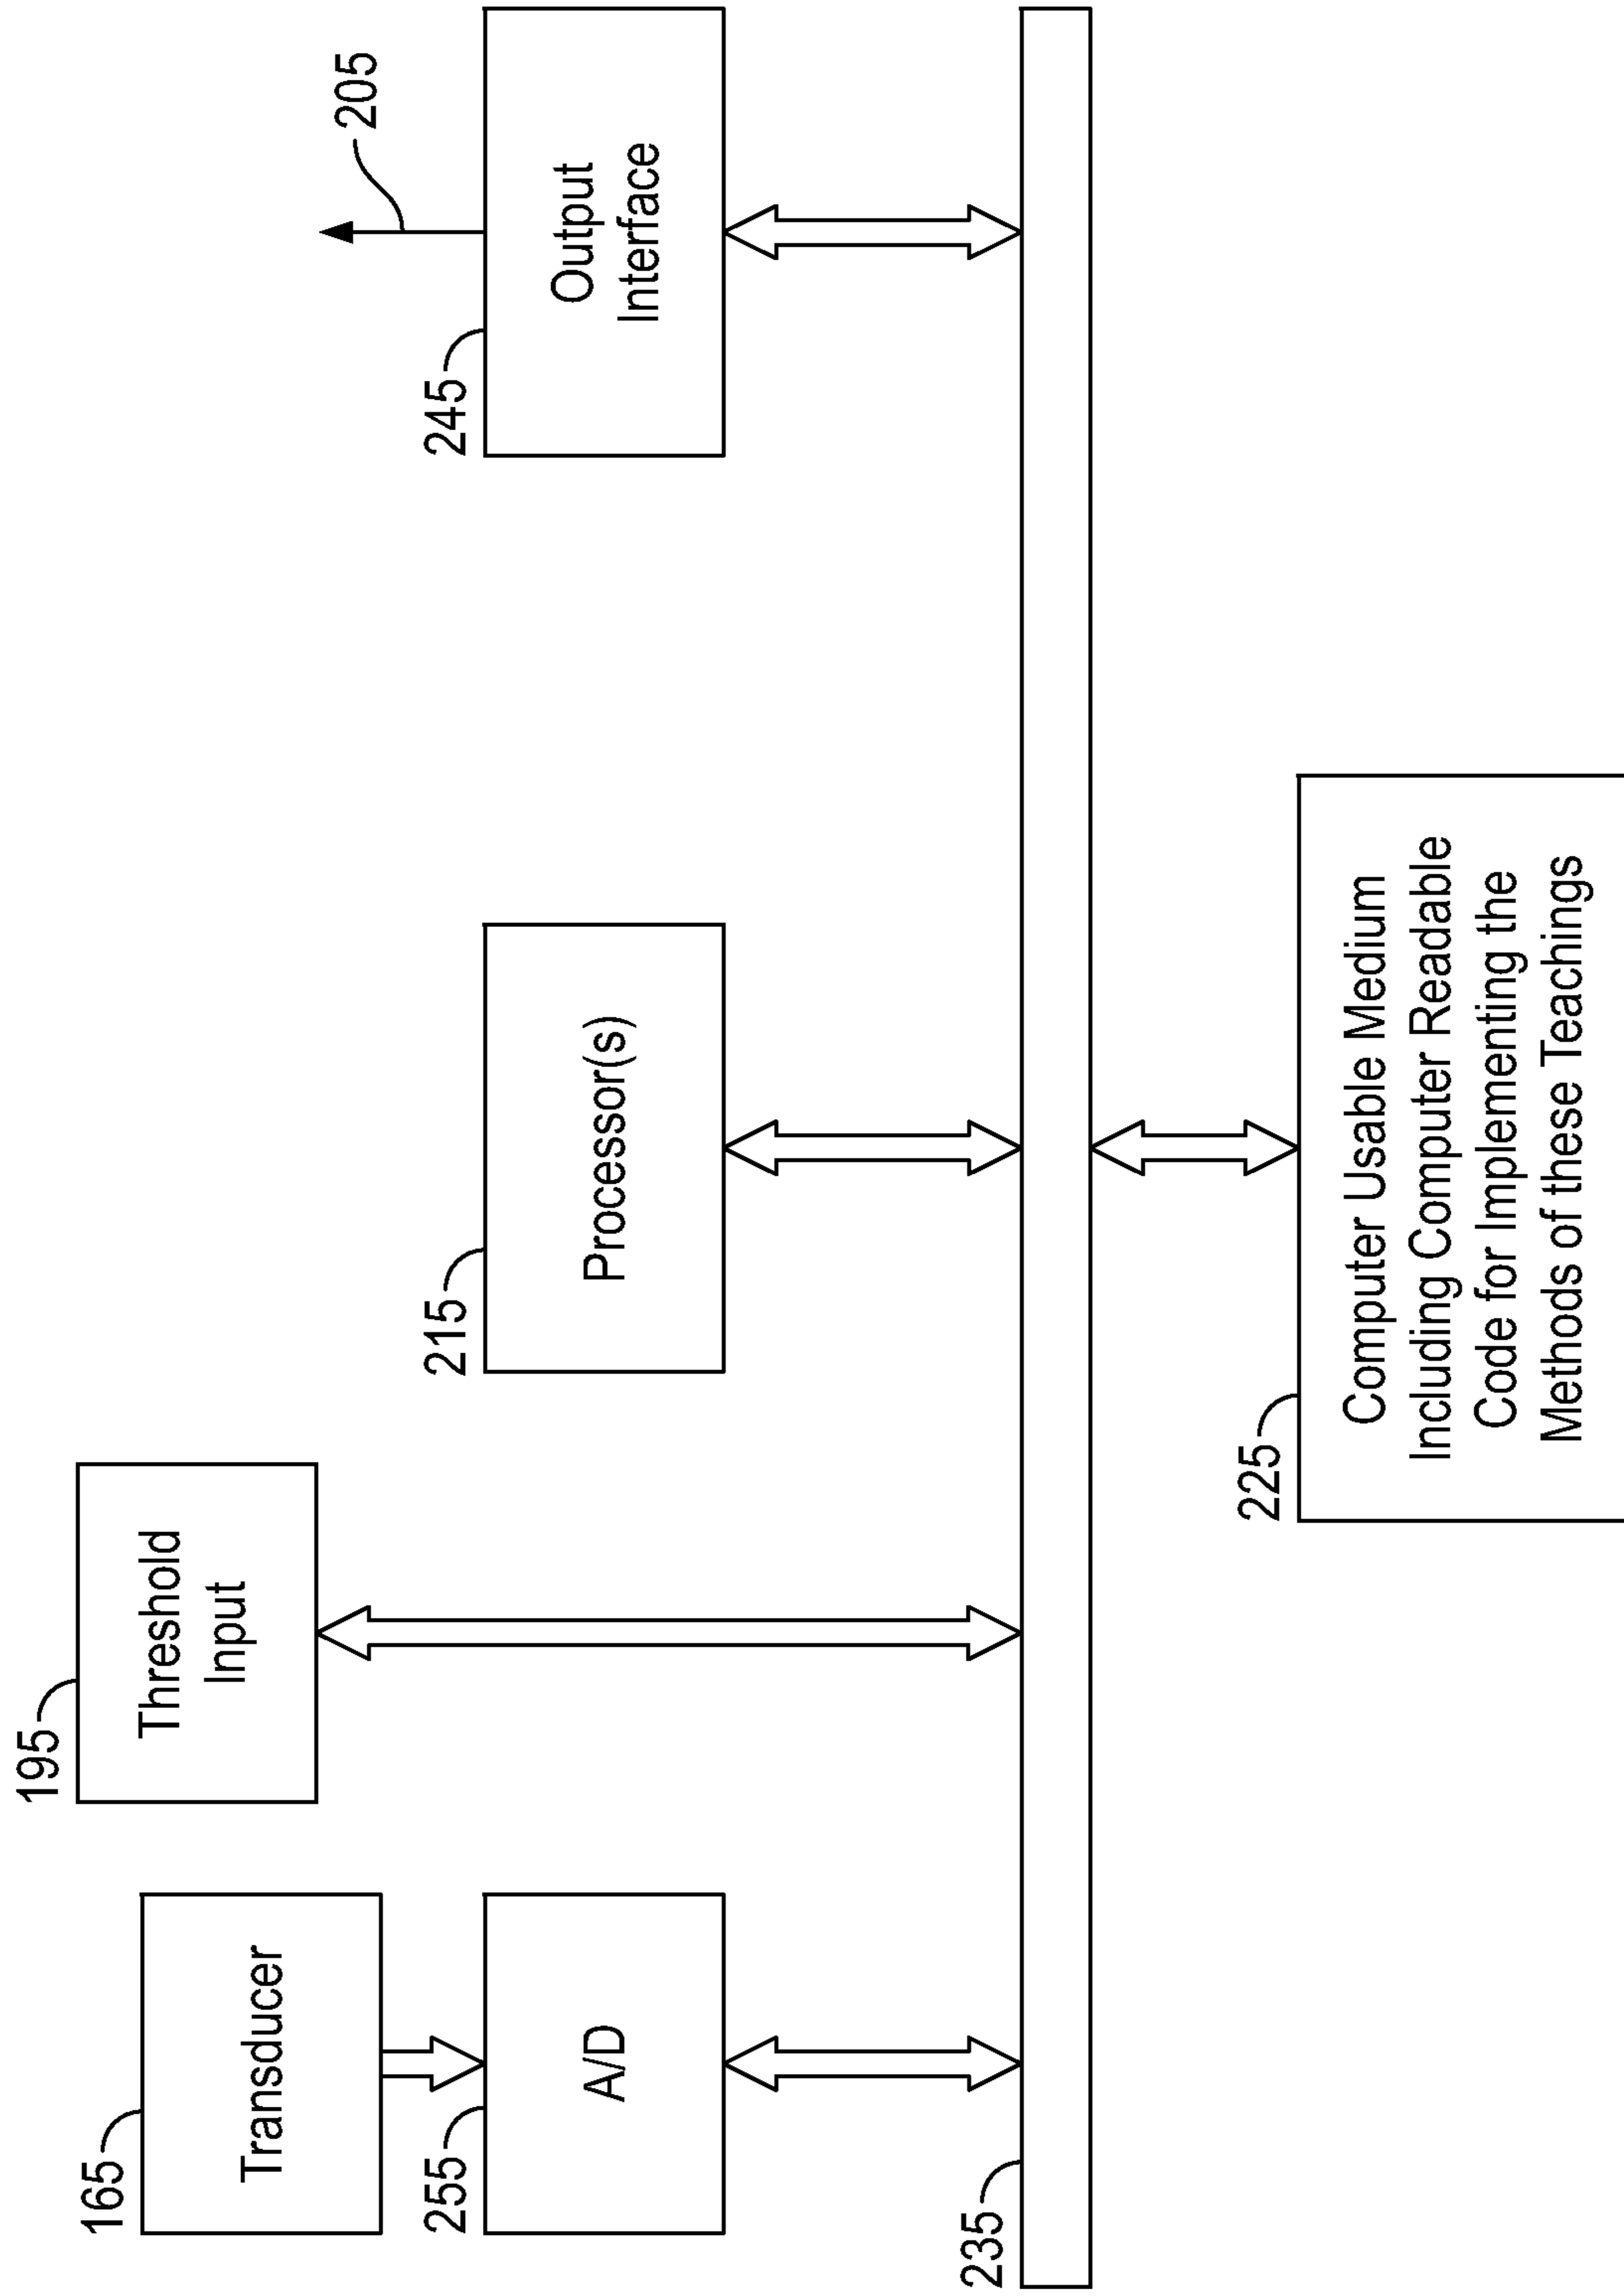 165
Transducer
195
Threshold
Input
255
A/D
215
Processor(s)
245
Output
Interface
205
235
225
Computer Usable Medium
Including Computer Readable
Code for Implementing the
Methods of these Teachings